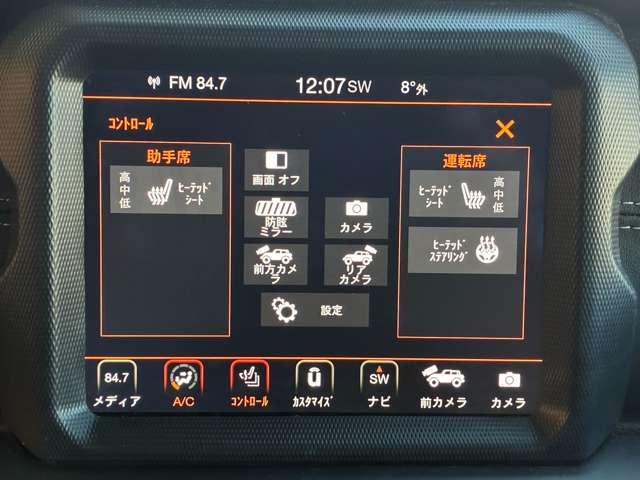 FM 84.7
12:07SW
8°外
ｺﾝﾄﾛｰﾙ
助手席
高
中
低
ﾋｰﾃｯﾄﾞ
ｼｰﾄ
画面 オフ
防眩
ミラー
カメラ
前方カメ
ラ
リア
カメラ
設定
運転席
ﾋｰﾃｯﾄﾞ
ｼｰﾄ
高
中
低
ﾋｰﾃｯﾄﾞ
ｽﾃｱﾘﾝｸﾞ
84.7
メディア
A/C
ｺﾝﾄﾛｰﾙ
ｶｽﾀﾏｲｽﾞ
SW
ナビ
前カメラ
カメラ